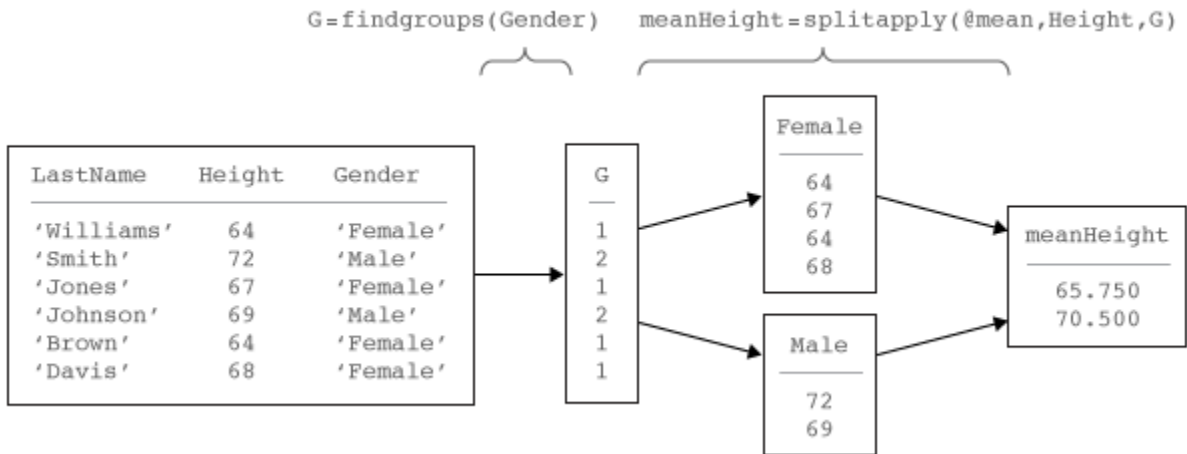 G=findgroups(Gender)
meanHeight=splitapply(@mean,Height,G)
LastName Height Gender
‘Williams’ 64 ‘Female’
‘Smith’ 72 ‘Male’
‘Jones’ 67 ‘Female’
‘Johnson’ 69 ‘Male’
‘Brown’ 64 ‘Female’
‘Davis’ 68 ‘Female’
G
1
2
1
2
1
1
Female
64
67
64
68
Male
72
69
meanHeight
65.750
70.500